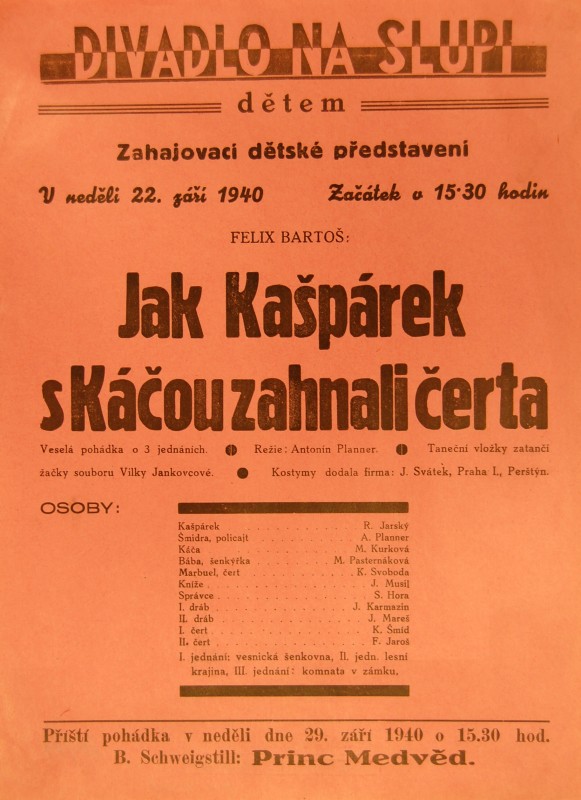 DIVADLO NA SLUPI
dětem
Zahajovací dětské představení
V neděli 22. září 1940 Začátek o 15·30 hodin
FELIX BARTOŠ:
Jak Kašpárek
s Káčou zahnali čerta
Veselá pohádka o 3 jednáních. ● Režie: Antonín Planner. ● Taneční vložky zatančí
žačky souboru Vilky Jankovcové. ● Kostymy dodala firma: J. Svátek, Praha I., Perštýn.
OSOBY:
Kašpárek . . . . . . . . . . . . R. Jarský
Šmidra, policajt . . . . . . . . . . . . A. Planner
Káča . . . . . . . . . . . . M. Kurková
Bába, šenkýřka . . . . . . . . . . . . M. Pasternáková
Marbuel, čert . . . . . . . . . . . . K. Svoboda
Kníže . . . . . . . . . . . . J. Musil
Správce . . . . . . . . . . . . S. Hora
I. dráb . . . . . . . . . . . . J. Karmazin
II. dráb . . . . . . . . . . . . J. Mareš
I. čert . . . . . . . . . . . . K. Šmíd
II. čert . . . . . . . . . . . . F. Jaroš
I. jednání: vesnická šenkovna, II. jedn. lesní
krajina, III. jednání: komnata v zámku.
Příští pohádka v neděli dne 29. září 1940 o 15.30 hod.
B. Schweigstill: Princ Medvěd.